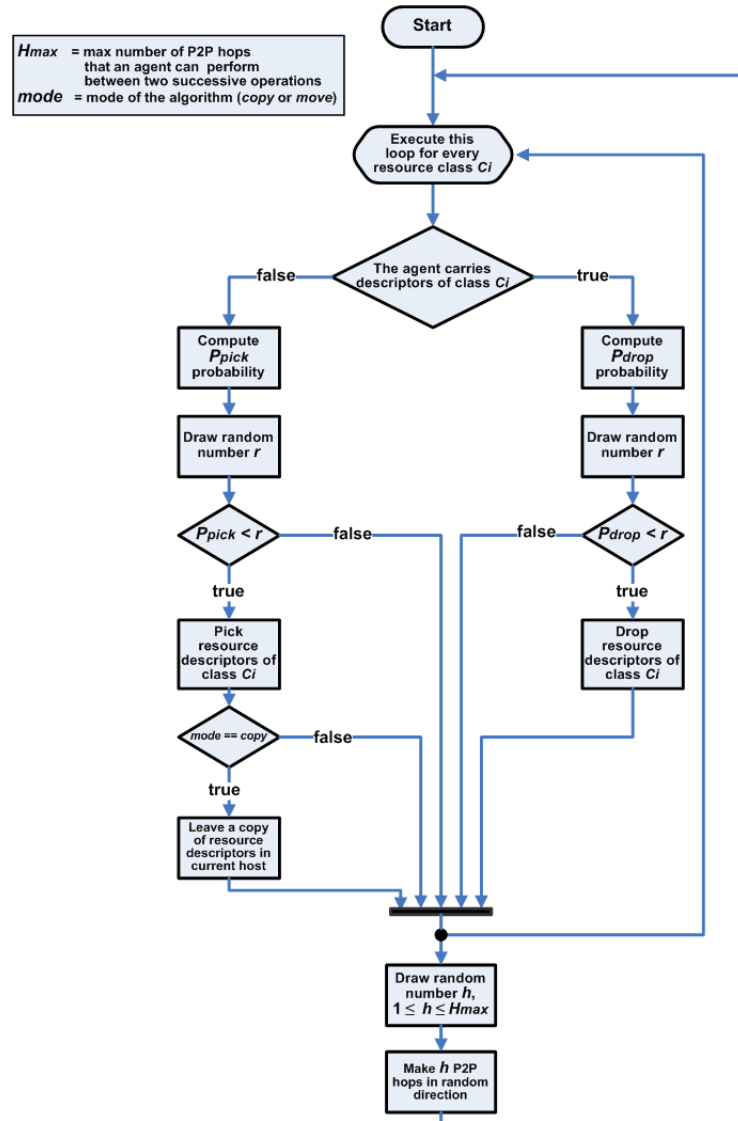 Start
Hmax = max number of P2P hops
that an agent can perform
between two successive operations
mode = mode of the algorithm (copy or move)
Execute this
loop for every
resource class Ci
The agent carries
descriptors of class Ci
false
true
Compute
Ppick
probability
Compute
Pdrop
probability
Draw random
number r
Draw random
number r
Ppick < r
false
false
Pdrop < r
true
true
Pick
resource
descriptors of
class Ci
Drop
resource
descriptors of
class Ci
mode == copy
false
true
Leave a copy
of resource
descriptors in
current host
Draw random
number h,
1 ≤ h ≤ Hmax
Make h P2P
hops in random
direction